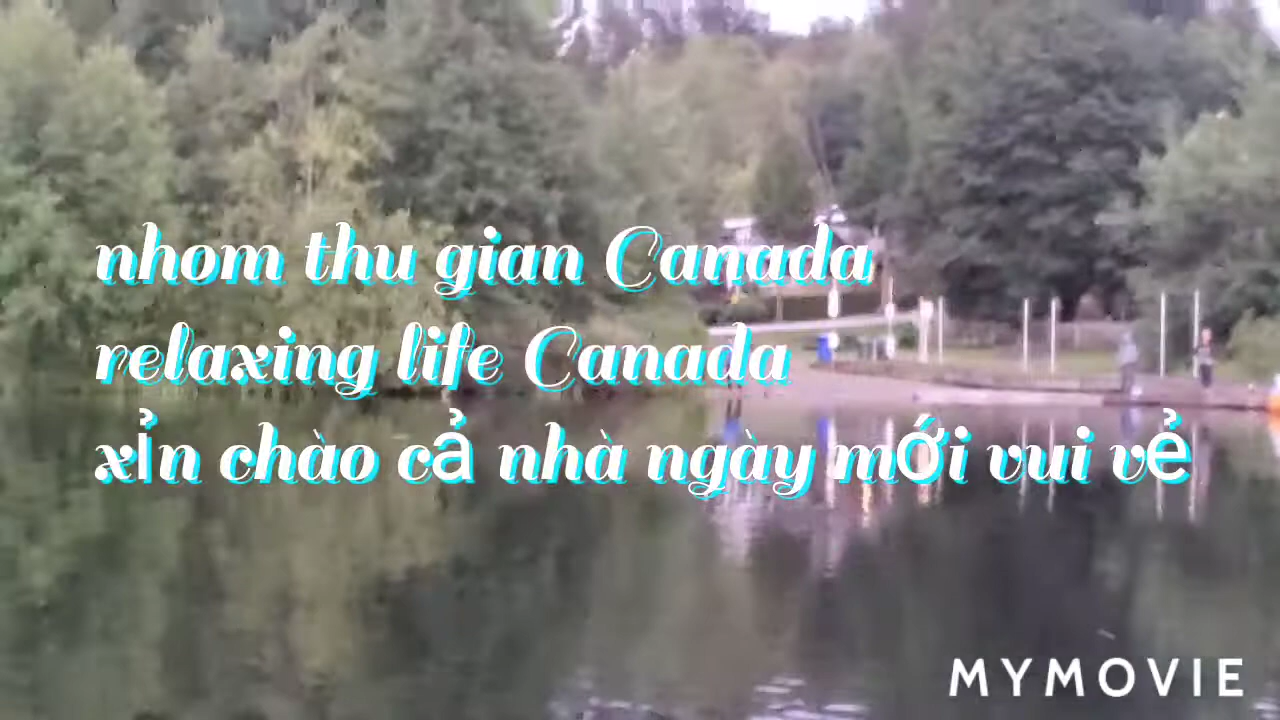 nhom thu gian Canada
relaxing life Canada
xỉn chào cả nhà ngày mới vui vẻ
MYMOVIE